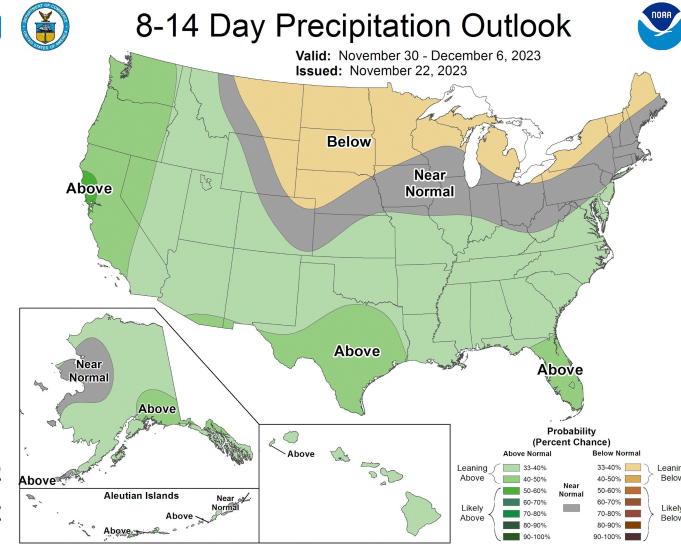 8-14 Day Precipitation Outlook
Valid: November 30 - December 6, 2023
Issued: November 22, 2023
NOAA
Below
Near
Normal
Above
Above
Above
Near
Normal
Above
Above
Aleutian Islands
Near
Normal
Above
Above
Above
Probability
(Percent Chance)
Above Normal
Below Normal
Leaning
Above
33-40%
40-50%
50-60%
60-70%
70-80%
80-90%
90-100%
Likely
Above
Near
Normal
33-40%
40-50%
50-60%
60-70%
70-80%
80-90%
90-100%